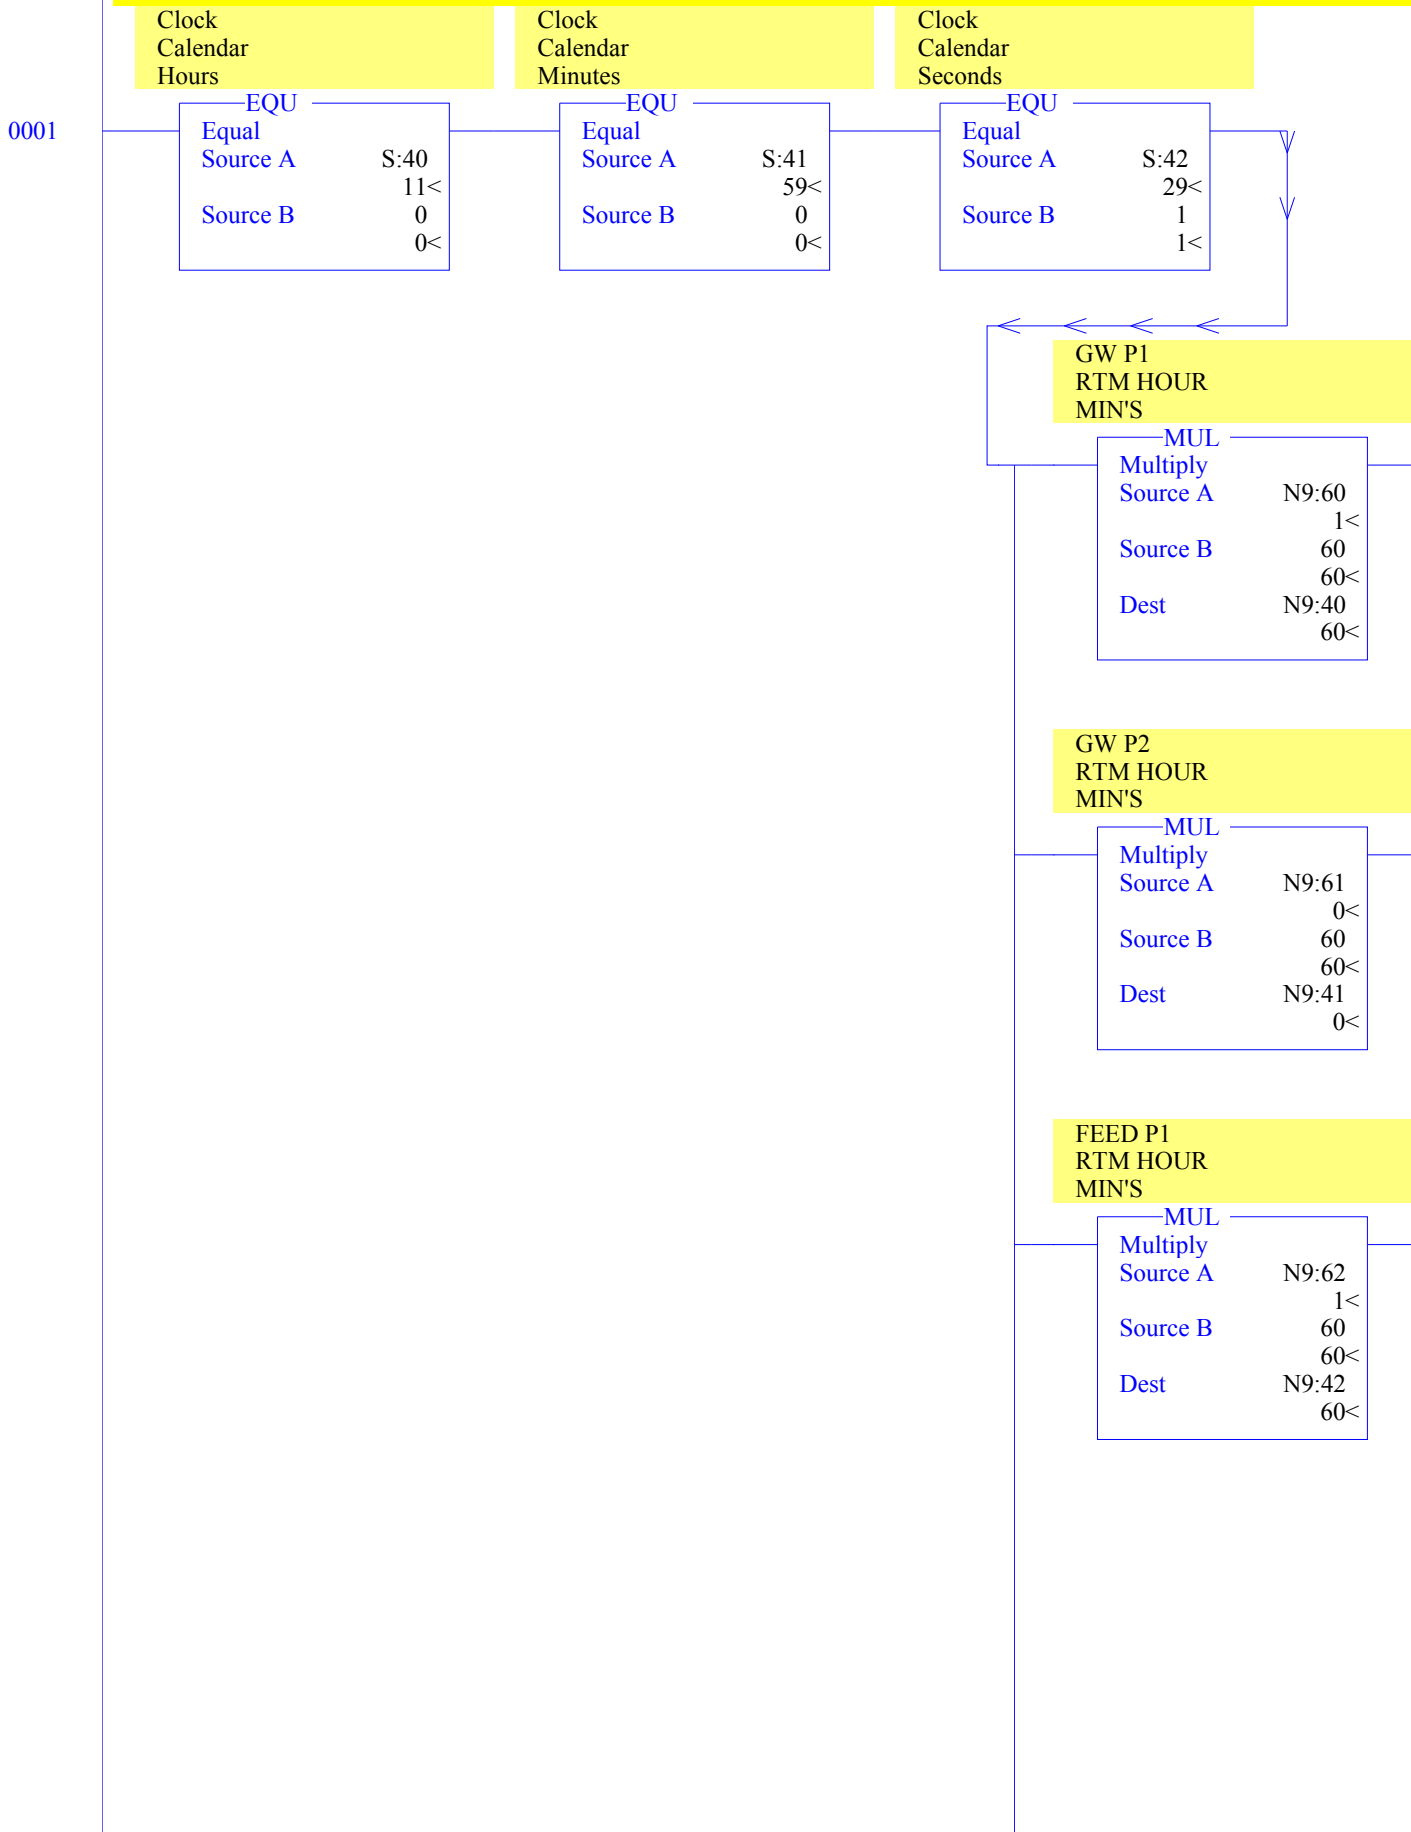 Clock
Calendar
Hours
Clock
Calendar
Minutes
Clock
Calendar
Seconds
0001
EQU
Equal
Source A S:40
11<
Source B 0
0<
EQU
Equal
Source A S:41
59<
Source B 0
0<
EQU
Equal
Source A S:42
29<
Source B 1
1<
GW P1
RTM HOUR
MIN'S
MUL
Multiply
Source A N9:60
1<
Source B 60
60<
Dest N9:40
60<
GW P2
RTM HOUR
MIN'S
MUL
Multiply
Source A N9:61
0<
Source B 60
60<
Dest N9:41
0<
FEED P1
RTM HOUR
MIN'S
MUL
Multiply
Source A N9:62
1<
Source B 60
60<
Dest N9:42
60<